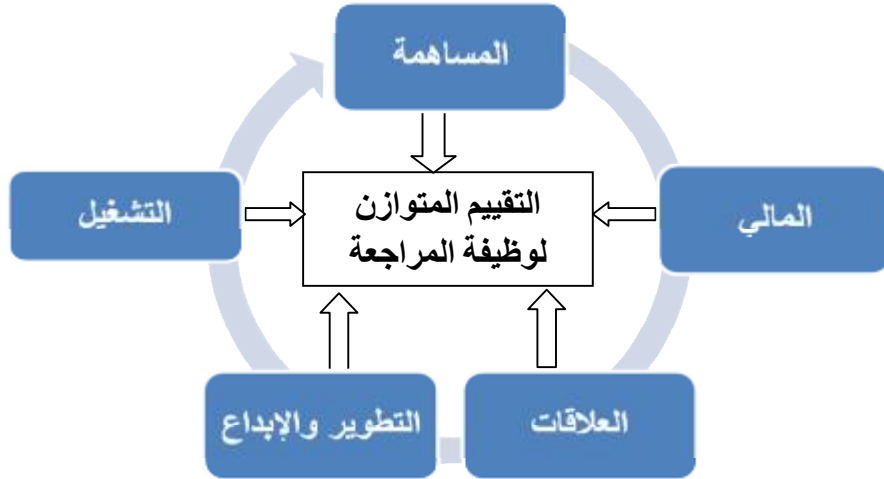 المساهمة
المالي
التقييم المتوازن
لوظيفة المراجعة
التشغيل
العلاقات
التطوير والإبداع